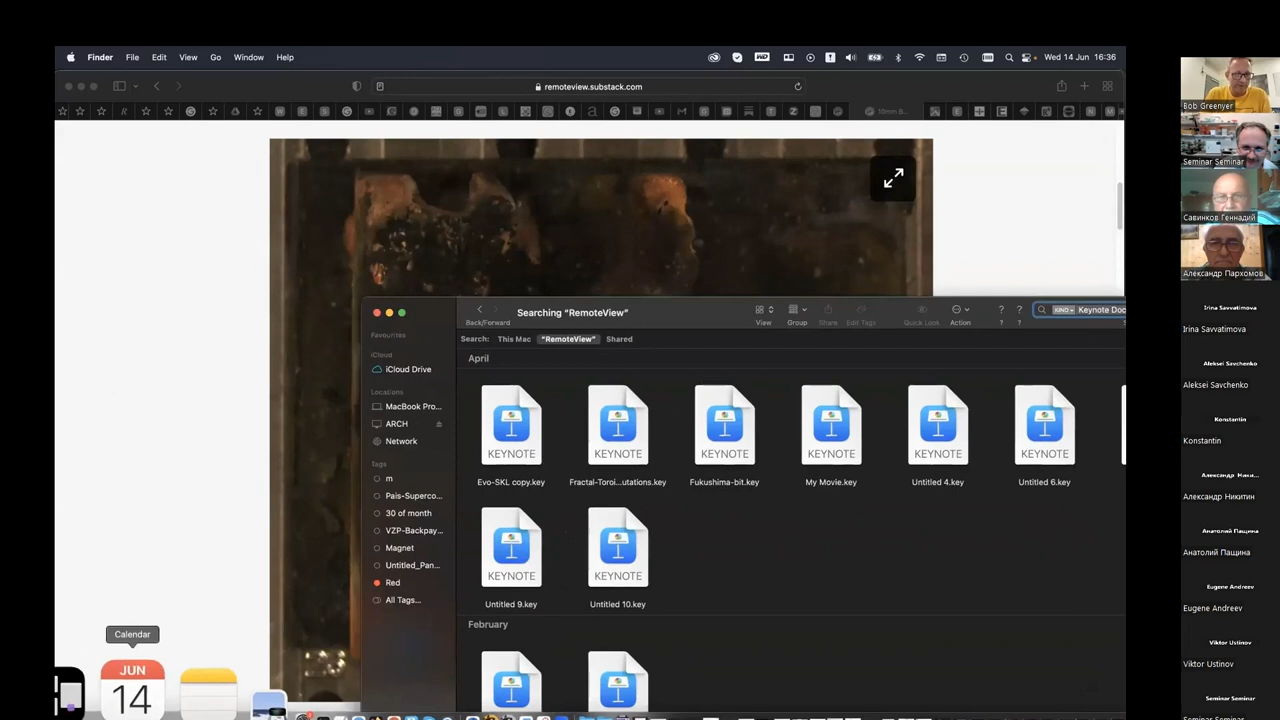 Finder File Edit View Go Window Help
Wed 14 Jun 16:36
remoteview.substack.com
Searching “RemoteView”
Back/Forward
View
Group
Share
Edit Tags
Quick Look
Action
?
?
KIND
Keynote Doc
Search: This Mac “RemoteView” Shared
Favourites
iCloud
iCloud Drive
Locations
MacBook Pro...
ARCH
Network
Tags
m
Pais-Superco...
30 of month
VZP-Backpay...
Magnet
Untitled_Pan...
Red
All Tags...
April
KEYNOTE KEYNOTE KEYNOTE KEYNOTE KEYNOTE KEYNOTE
Evo-SKL copy.key Fractal-Toroi...utations.key Fukushima-bit.key My Movie.key Untitled 4.key Untitled 6.key
KEYNOTE KEYNOTE
Untitled 9.key Untitled 10.key
February
Calendar
JUN
14
Bob Greenyer
Seminar Seminar
Савинков Геннадий
Александр Пархомов
Irina Savvatimova
Irina Savvatimova
Aleksei Savchenko
Aleksei Savchenko
Konstantin
Konstantin
Александр Ники...
Александр Никитин
Анатолий Пащина
Анатолий Пащина
Eugene Andreev
Eugene Andreev
Viktor Ustinov
Viktor Ustinov
Seminar Seminar